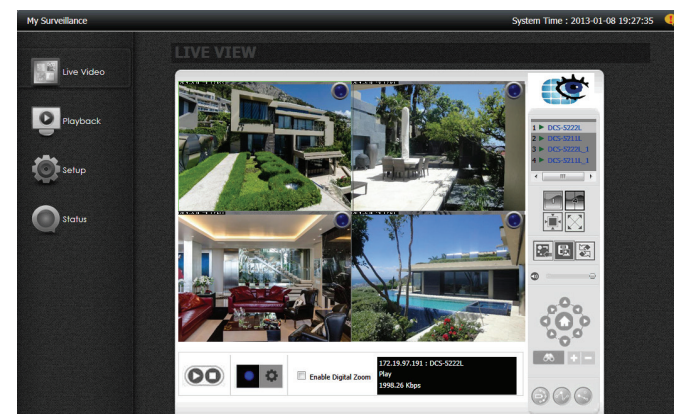 My Surveillance
System Time : 2013-01-08 19:27:35
LIVE VIEW
Live Video
Playback
Setup
Status
1 DCS-5222L
2 DCS-5211L
3 DCS-5222L_1
4 DCS-5211L_1
Enable Digital Zoom
172.19.97.191 : DCS-5222L
Play
1998.26 Kbps